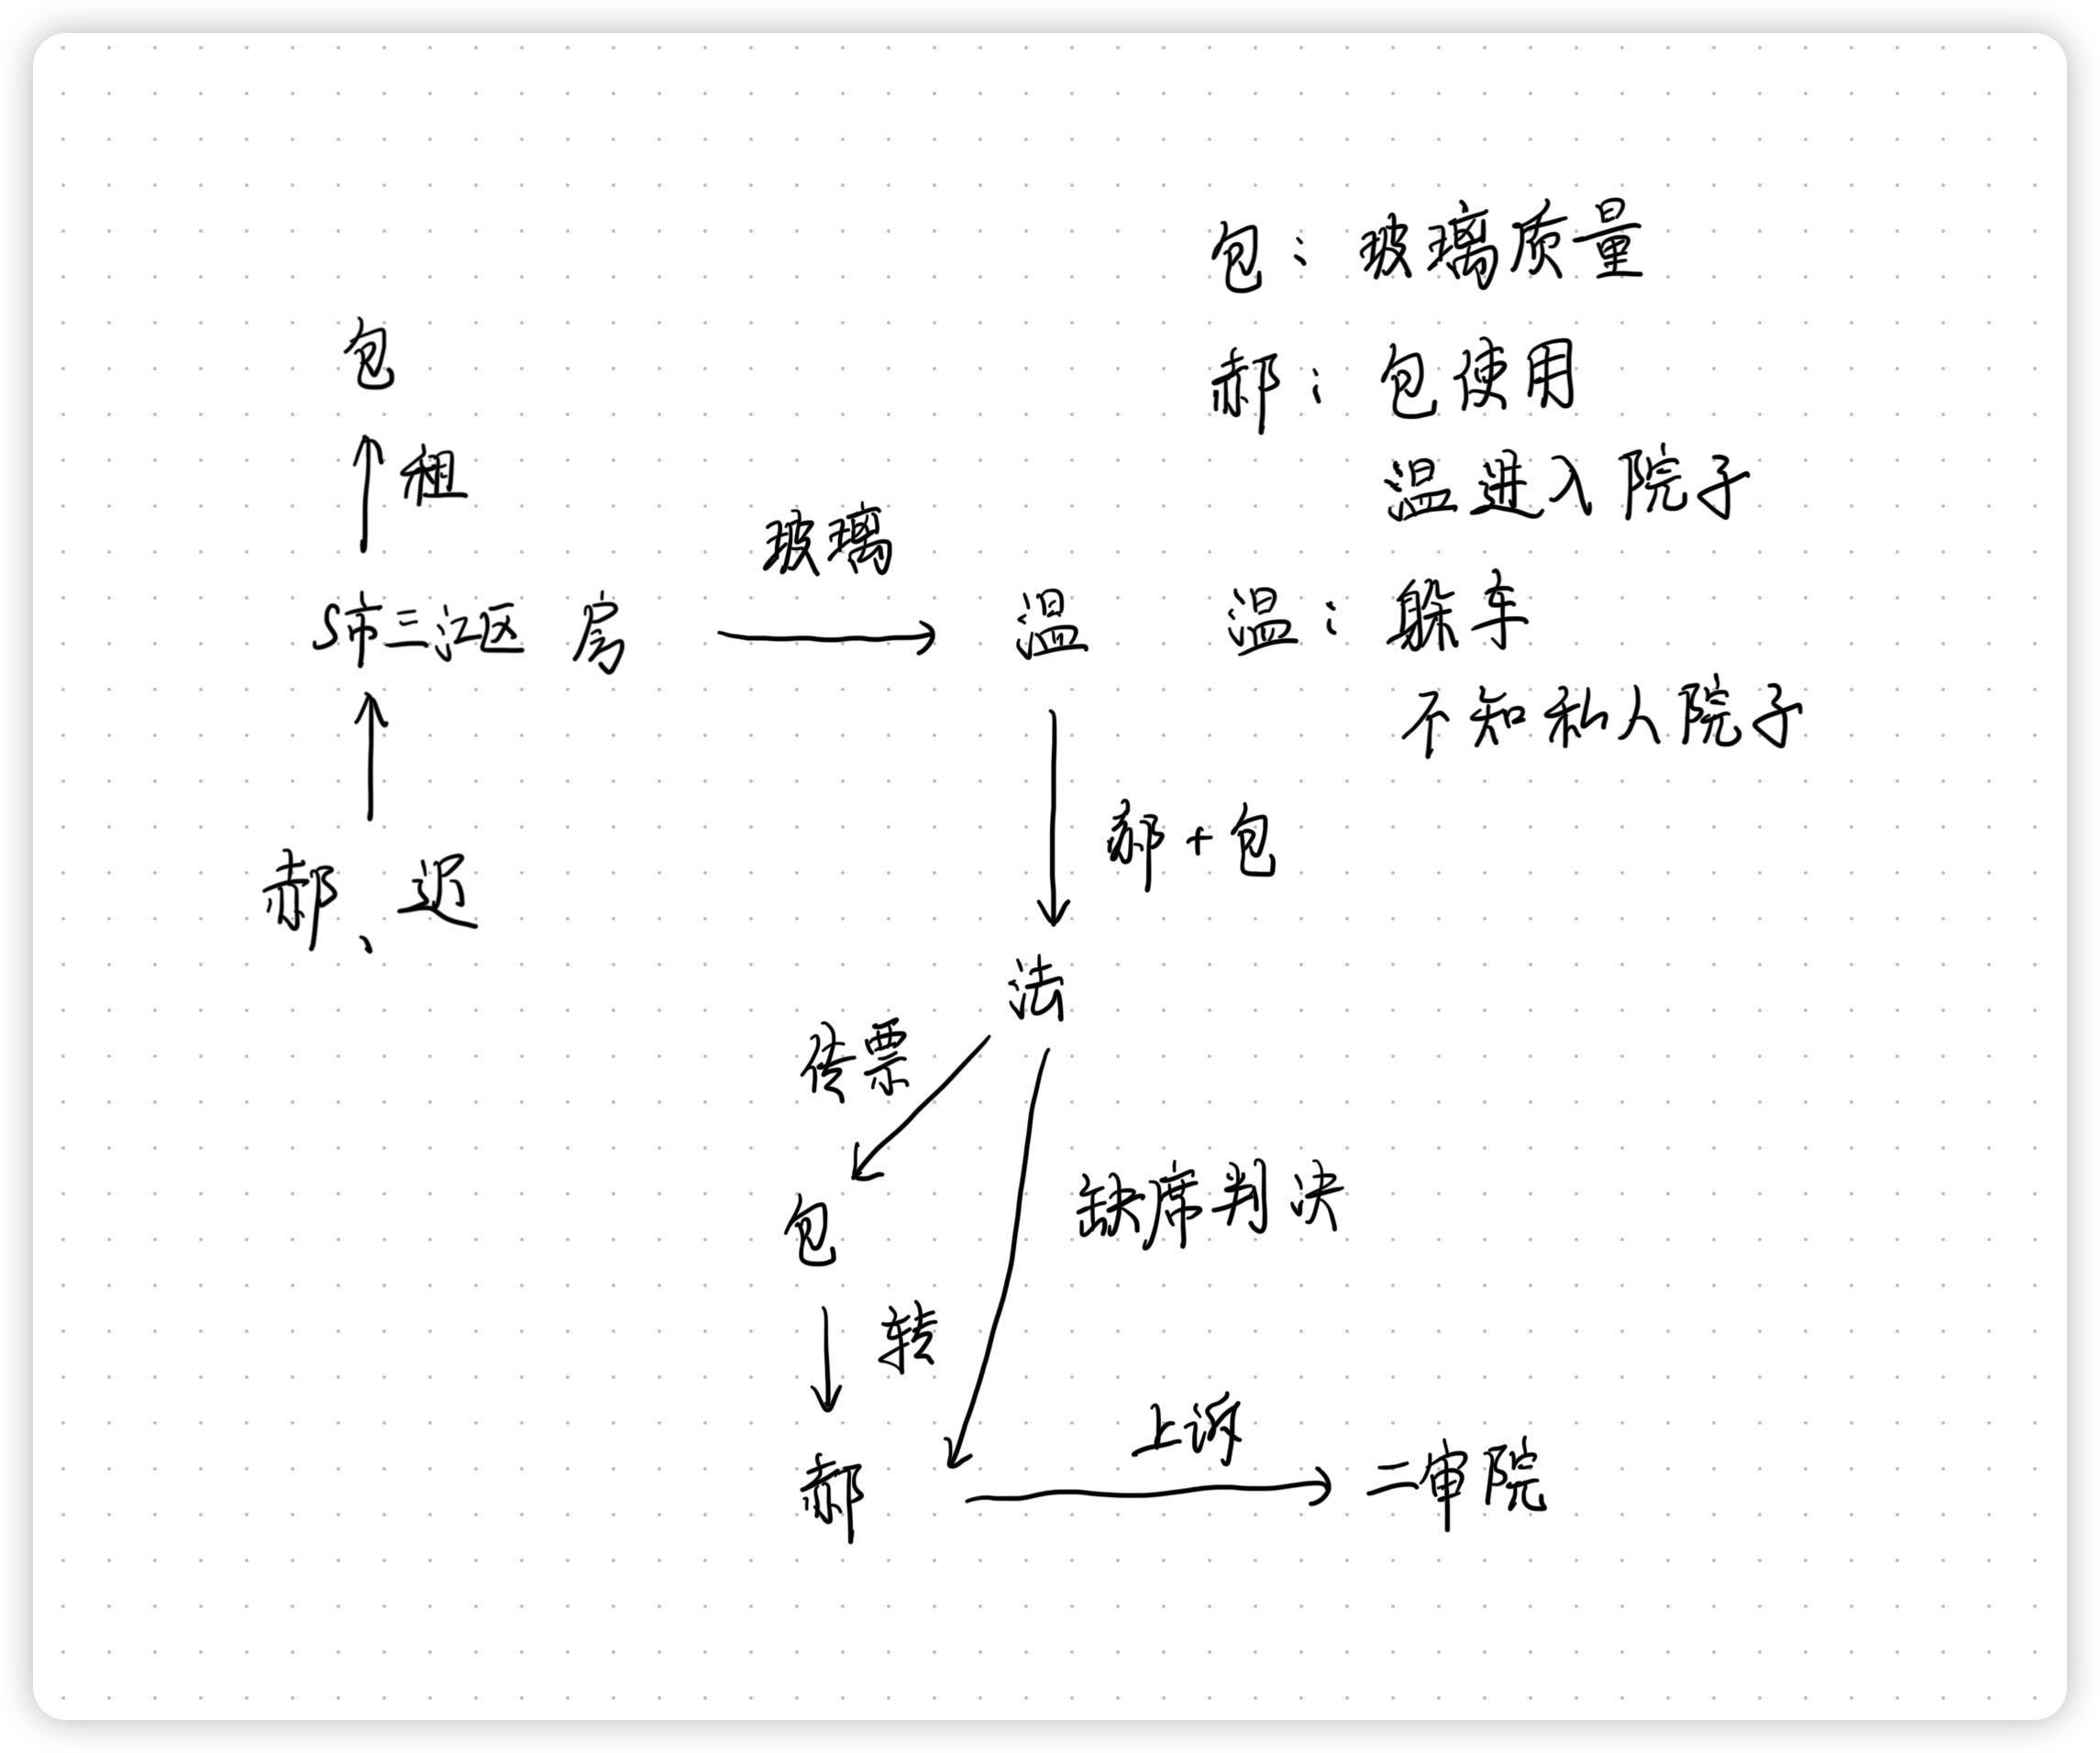 包：玻璃质量
郝：包使用
温进入院子
温：躲车
不知私人院子
包
租
S市三江区 房
玻璃
温
郝、迟
郝+包
法
传票
包
缺席判决
转
郝
上诉
二审院